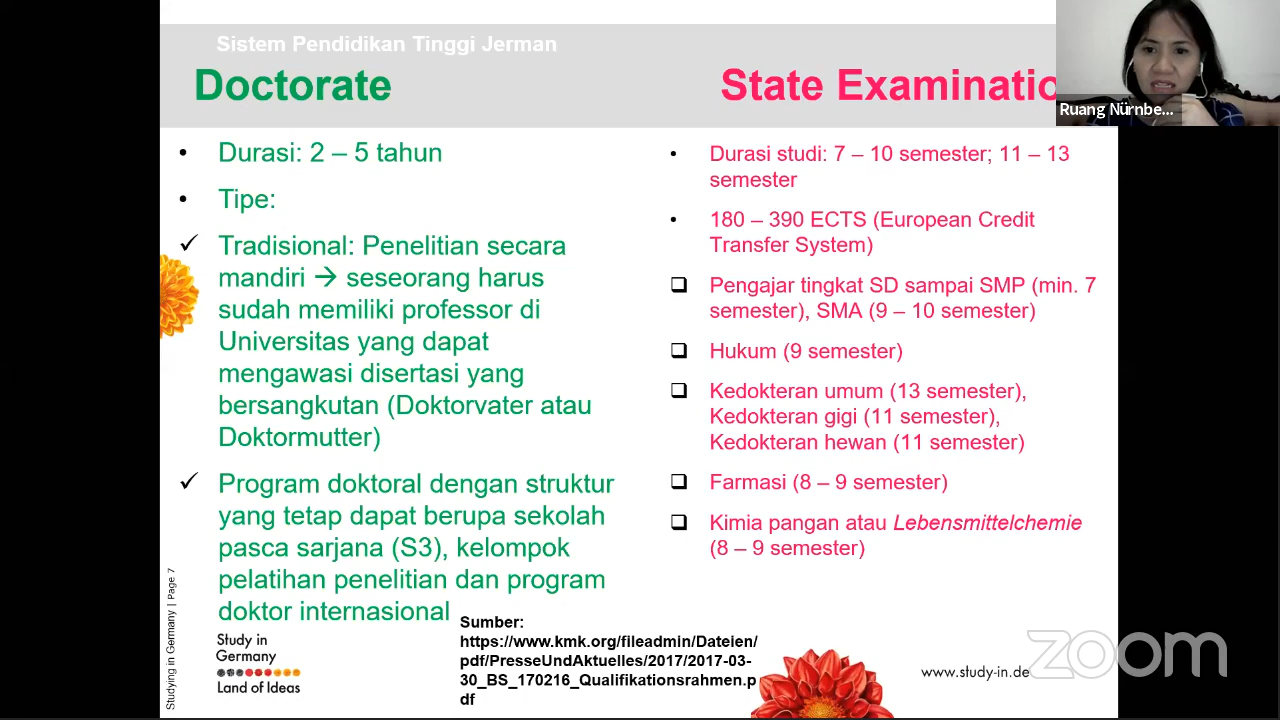 Sistem Pendidikan Tinggi Jerman
Doctorate
State Examinatio
Ruang Nürnbe...
• Durasi: 2 – 5 tahun
• Tipe:
✓ Tradisional: Penelitian secara
mandiri → seseorang harus
sudah memiliki professor di
Universitas yang dapat
mengawasi disertasi yang
bersangkutan (Doktorvater atau
Doktormutter)
✓ Program doktoral dengan struktur
yang tetap dapat berupa sekolah
pasca sarjana (S3), kelompok
pelatihan penelitian dan program
doktor internasional
• Durasi studi: 7 – 10 semester; 11 – 13
semester
• 180 – 390 ECTS (European Credit
Transfer System)
❑ Pengajar tingkat SD sampai SMP (min. 7
semester), SMA (9 – 10 semester)
❑ Hukum (9 semester)
❑ Kedokteran umum (13 semester),
Kedokteran gigi (11 semester),
Kedokteran hewan (11 semester)
❑ Farmasi (8 – 9 semester)
❑ Kimia pangan atau Lebensmittelchemie
(8 – 9 semester)
Sumber:
https://www.kmk.org/fileadmin/Dateien/
pdf/PresseUndAktuelles/2017/2017-03-
30_BS_170216_Qualifikationsrahmen.p
df
Studying in Germany | Page 7
Study in
Germany
Land of Ideas
www.study-in.de
zoom